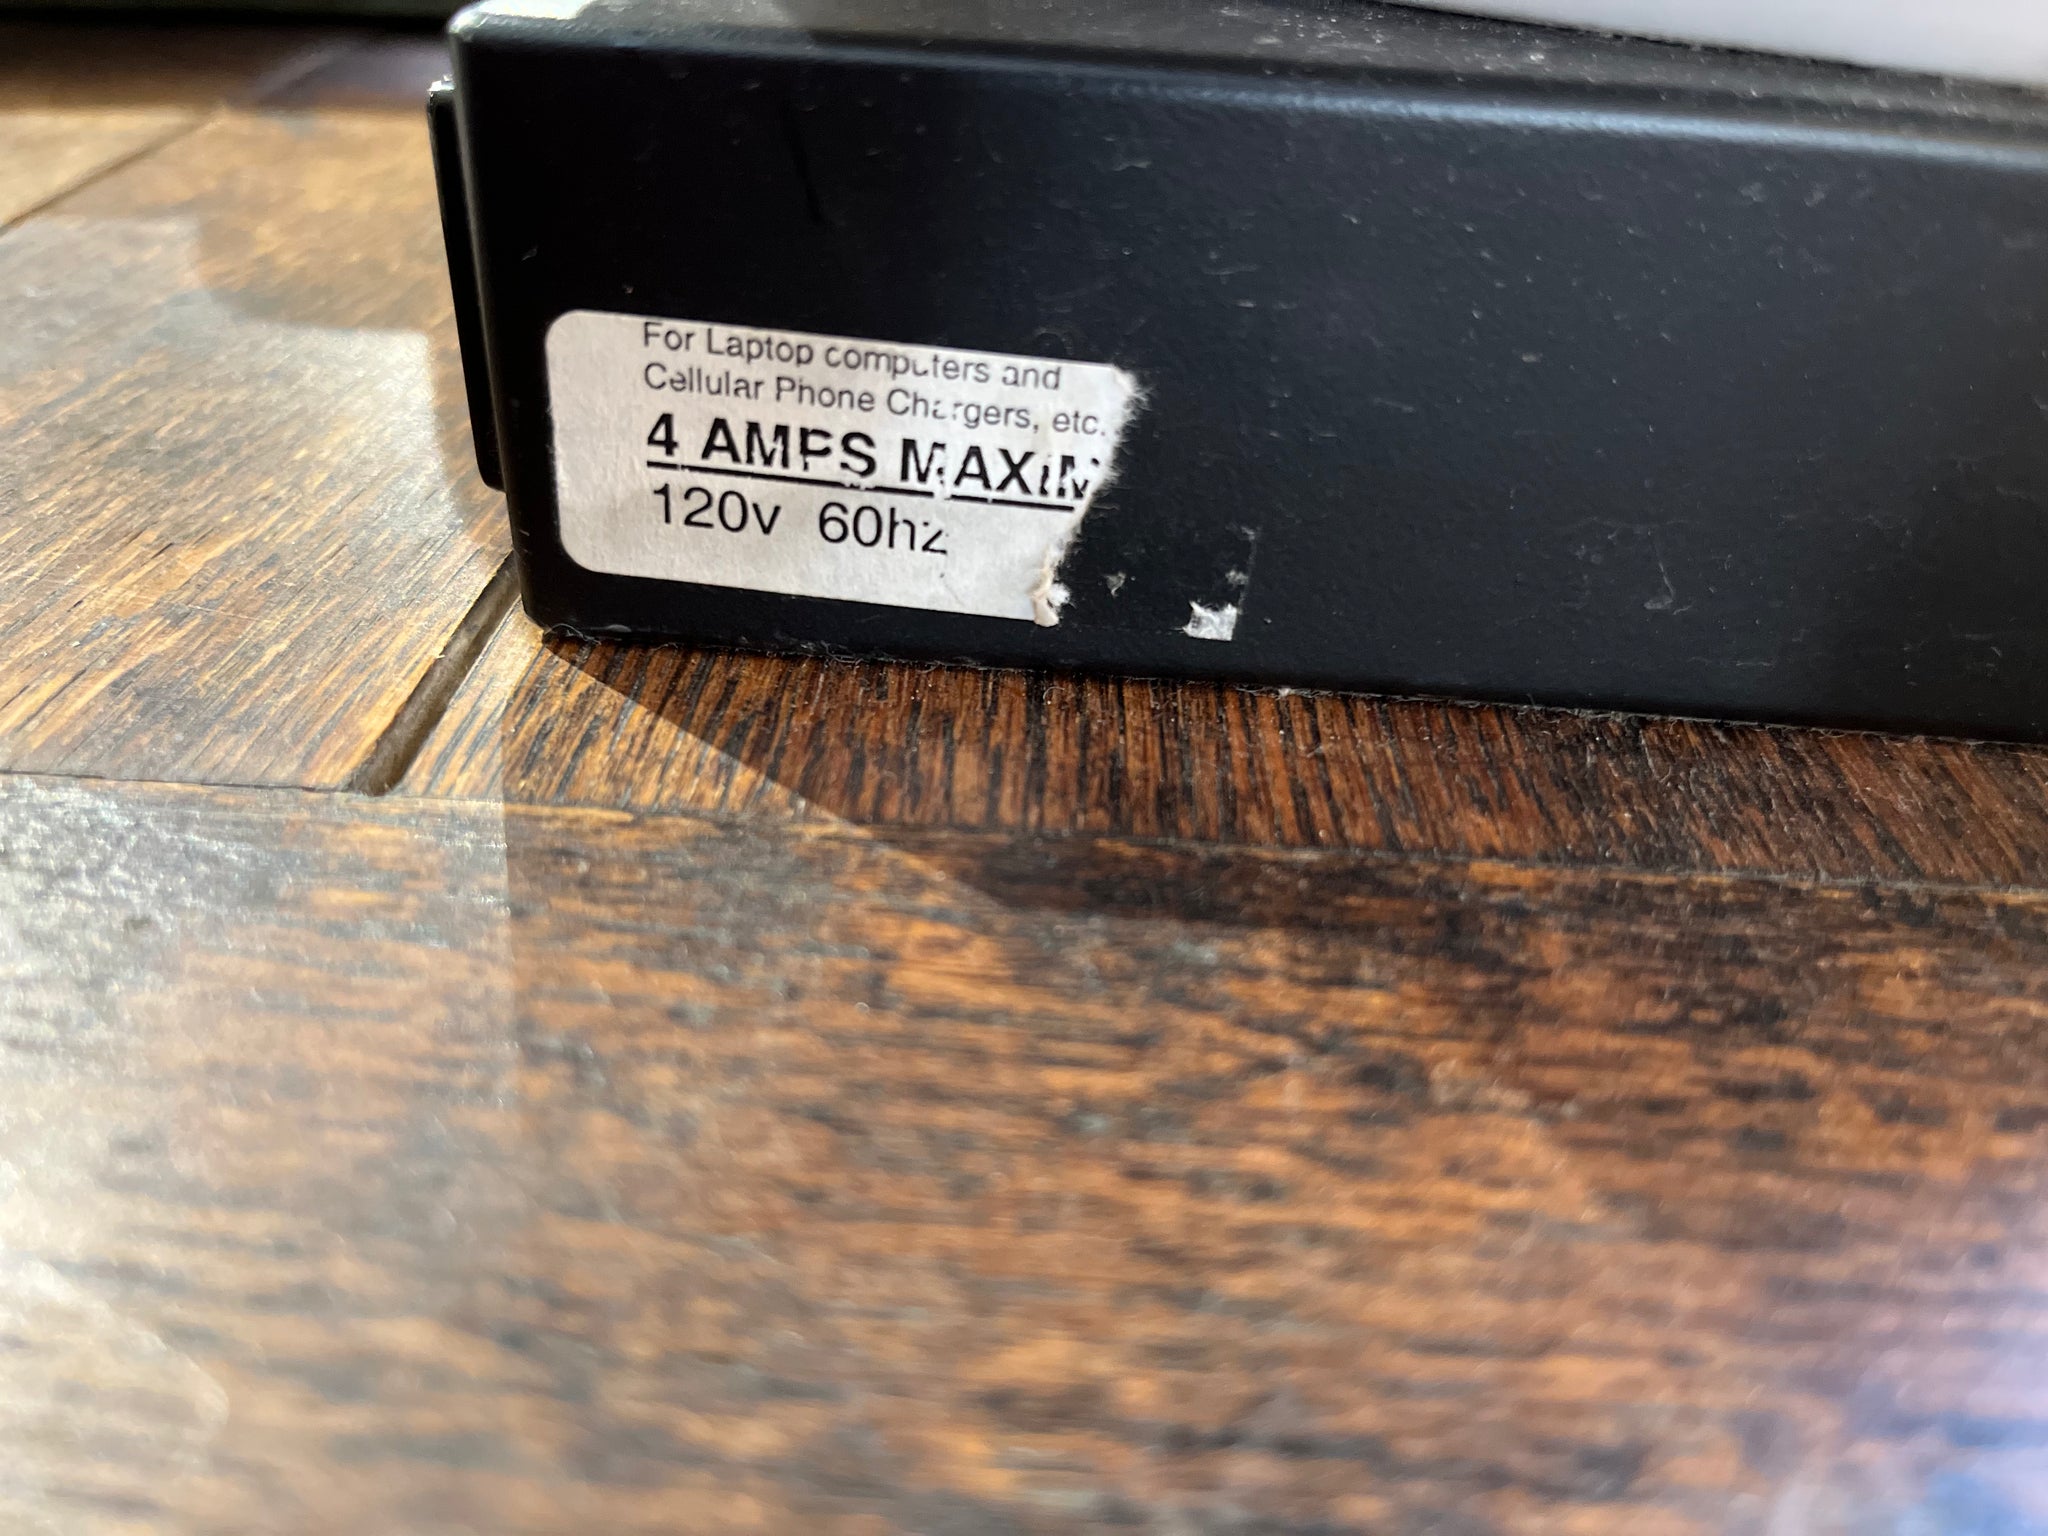 For Laptop computers and
Cellular Phone Chargers, etc.
4 AMPS MAXIM
120v 60hz